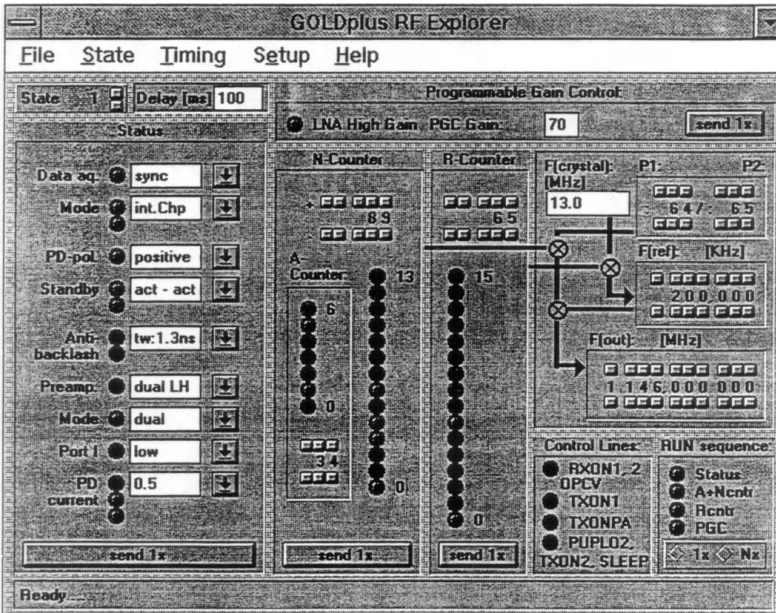 GOLDplus RF Explorer
File State Timing Setup Help
State 1 Delay [ms] 100
Status
Data aq. sync
Mode int.Chp
PD-pol. positive
Standby act - act
Anti-backlash tw:1.3ns
Preamp. dual LH
Mode dual
Port I low
PD current 0.5
send 1x
Programmable Gain Control
LNA High Gain PGC Gain: 70 send 1x
N-Counter
+ 89
A-Counter:
6
0
34
13
0
send 1x
R-Counter
65
15
0
send 1x
F(crystal): [MHz]
13.0
P1: P2:
647 : 65
F(ref): [KHz]
200.000
F(out): [MHz]
1.146.000 000
Control Lines:
RXON1, 2
OPCV
TXON1
TXONPA
PUPLO2,
TXON2, SLEEP
RUN sequence:
Status
A+Ncntr
Rcntr
PGC
1x Nx
Ready....